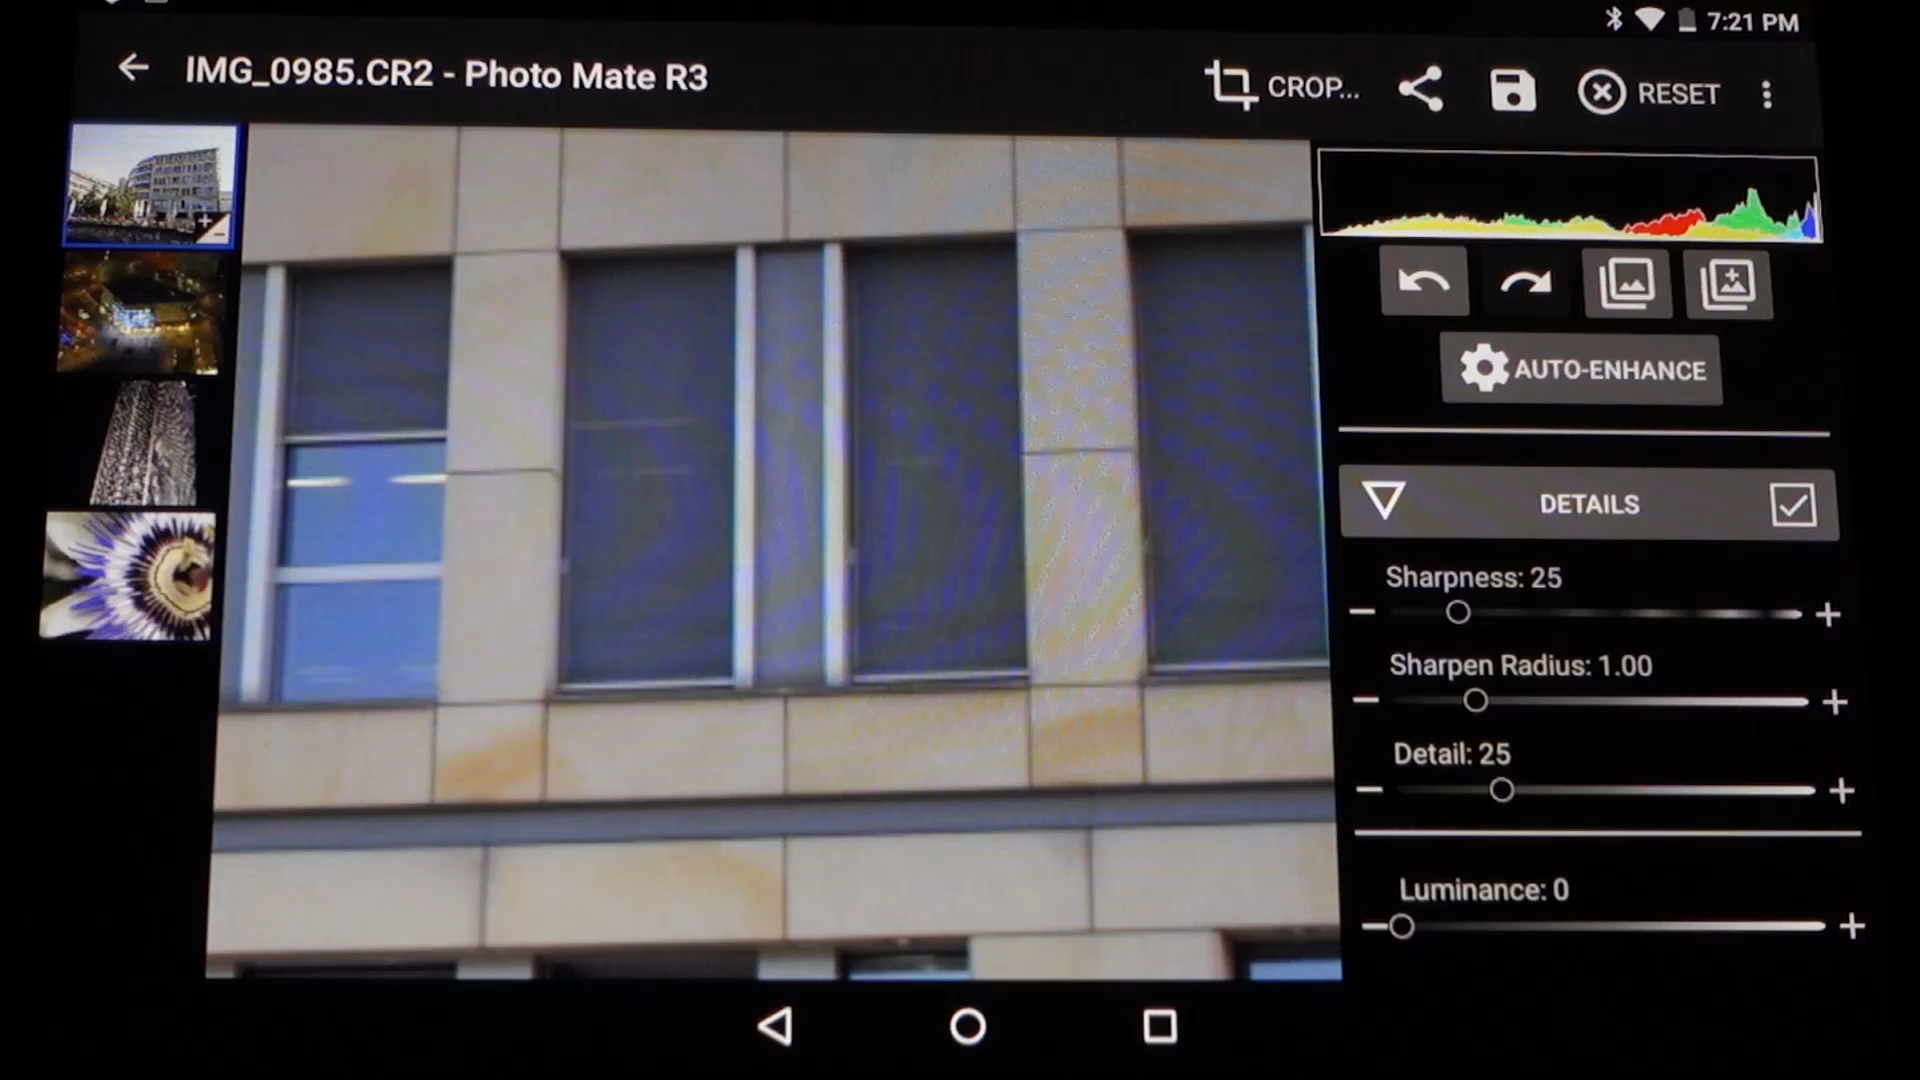 7:21 PM
IMG_0985.CR2 - Photo Mate R3
CROP...
RESET
AUTO-ENHANCE
DETAILS
Sharpness: 25
Sharpen Radius: 1.00
Detail: 25
Luminance: 0